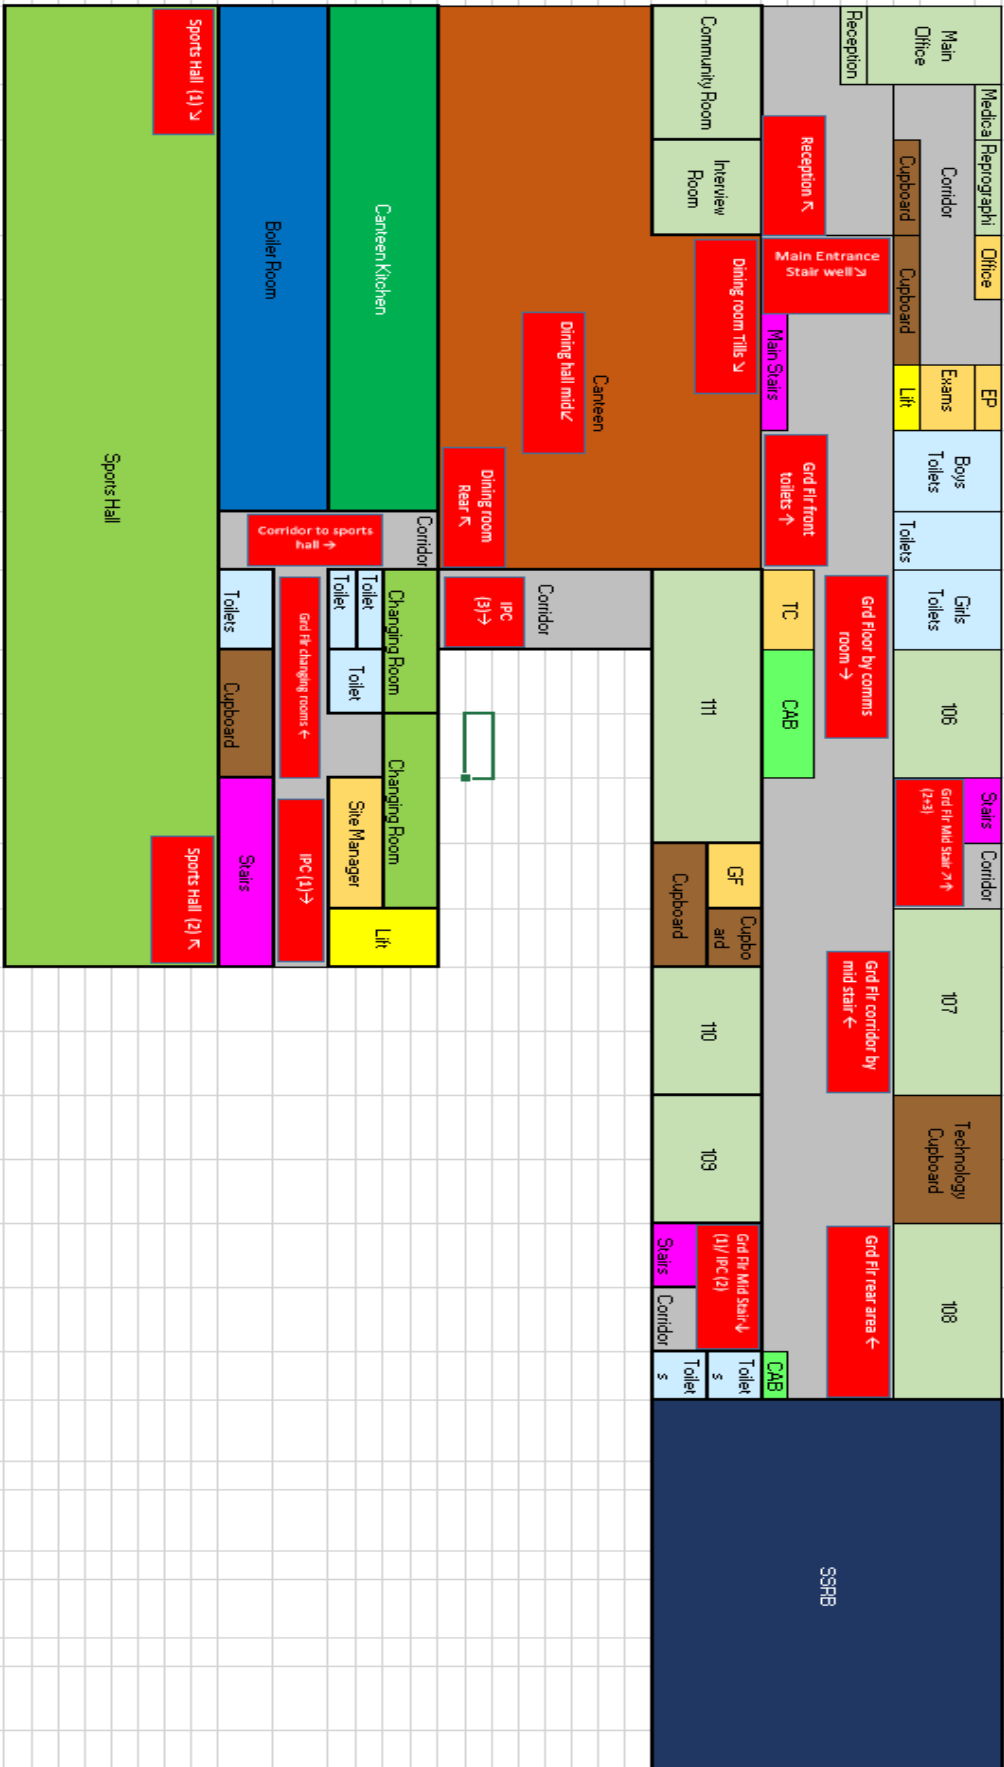 Main
Office
Reception
Medica
Reprographi
Office
Corridor
Cupboard
Cupboard
EP
Exams
Lift
Boys
Toilets
Toilets
Girls
Toilets
106
Stairs
Corridor
Grd Flr Mid Stair ↗↑
(2+3)
107
Technology
Cupboard
108
Reception ↖
Main Entrance
Stair well↘
Main Stairs
Grd Flr front
toilets ↑
Grd Floor by comms
room →
Grd Flr corridor by
mid stair ←
Grd Flr rear area ←
TC
CAB
CAB
Community Room
Interview
Room
Dining room Tills ↘
Dining hall mid↙
Canteen
Dining room
Rear ↖
111
GF
Cupbo
ard
Cupboard
110
109
Grd Flr Mid Stair↓
(1)/ IPC (2)
Stairs
Corridor
Toilet
s
Toilet
s
SSRB
IPC
(3)→
Corridor
Canteen Kitchen
Boiler Room
Corridor
Corridor to sports
hall →
Changing Room
Changing Room
Toilet
Toilet
Toilet
Site Manager
Lift
Grd Flr changing rooms ←
IPC (1)→
Toilets
Cupboard
Stairs
Sports Hall (1) ↘
Sports Hall
Sports Hall (2) ↖